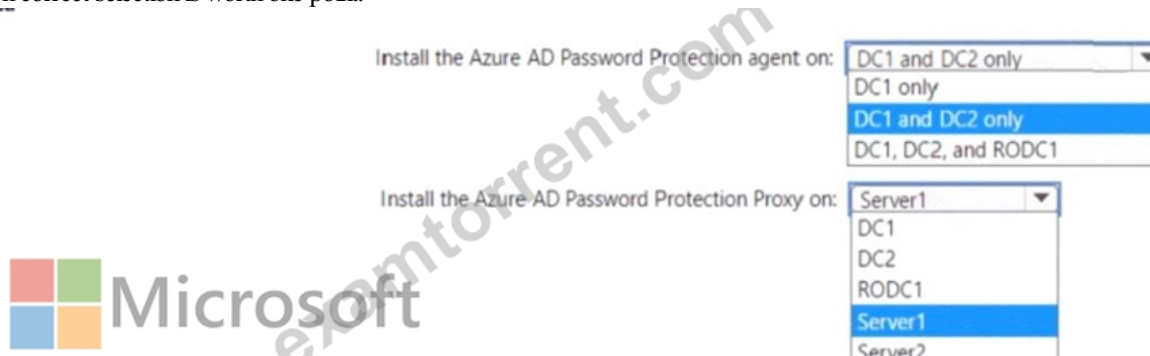 Install the Azure AD Password Protection agent on: DC1 and DC2 only
DC1 only
DC1 and DC2 only
DC1, DC2, and RODC1
Install the Azure AD Password Protection Proxy on: Server1
DC1
DC2
RODC1
Server1
Server2
Microsoft
examtorrent.com